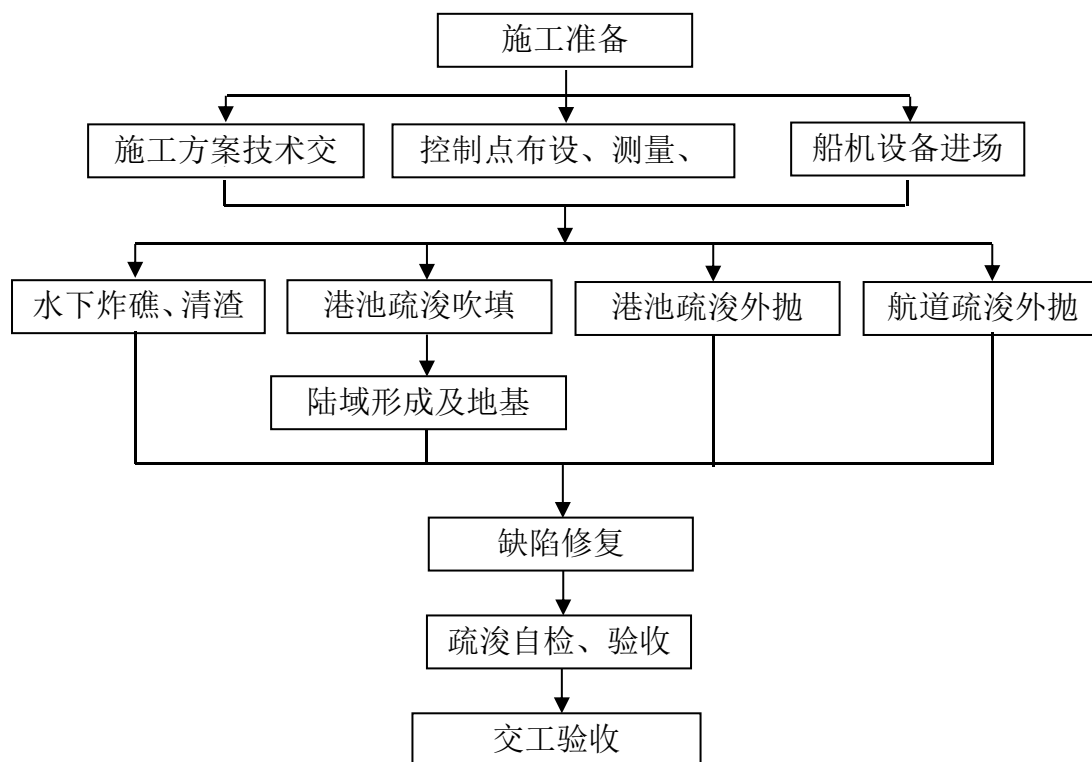 施工准备
施工方案技术交
控制点布设、测量、
船机设备进场
水下炸礁、清渣
港池疏浚吹填
港池疏浚外抛
航道疏浚外抛
陆域形成及地基
缺陷修复
疏浚自检、验收
交工验收